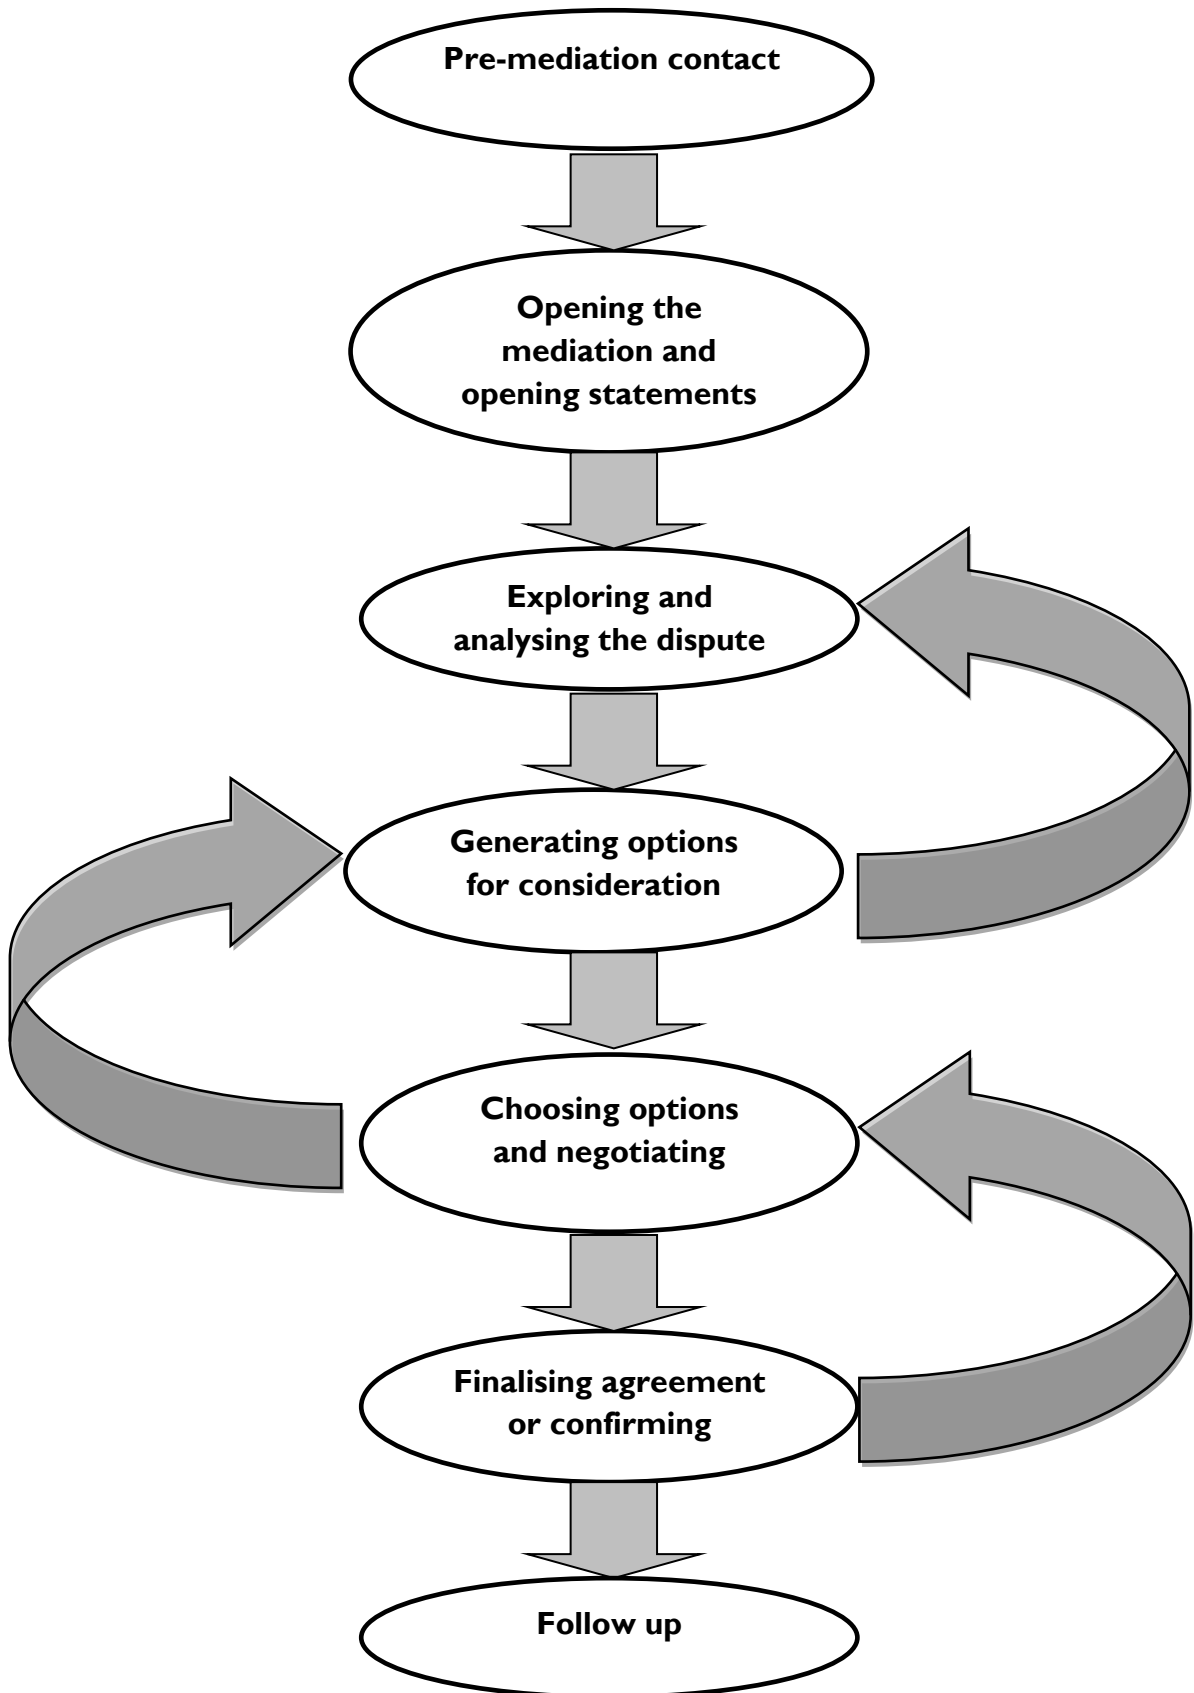 Pre-mediation contact
Opening the
mediation and
opening statements
Exploring and
analysing the dispute
Generating options
for consideration
Choosing options
and negotiating
Finalising agreement
or confirming
Follow up